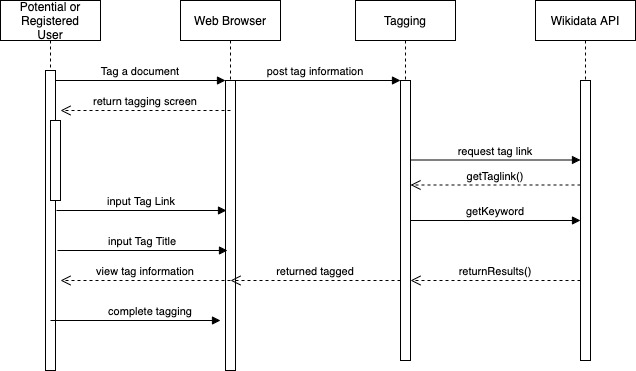 Potential or
Registered
User
Web Browser
Tagging
Wikidata API
Tag a document
post tag information
return tagging screen
request tag link
getTaglink()
input Tag Link
getKeyword
input Tag Title
view tag information
returned tagged
returnResults()
complete tagging